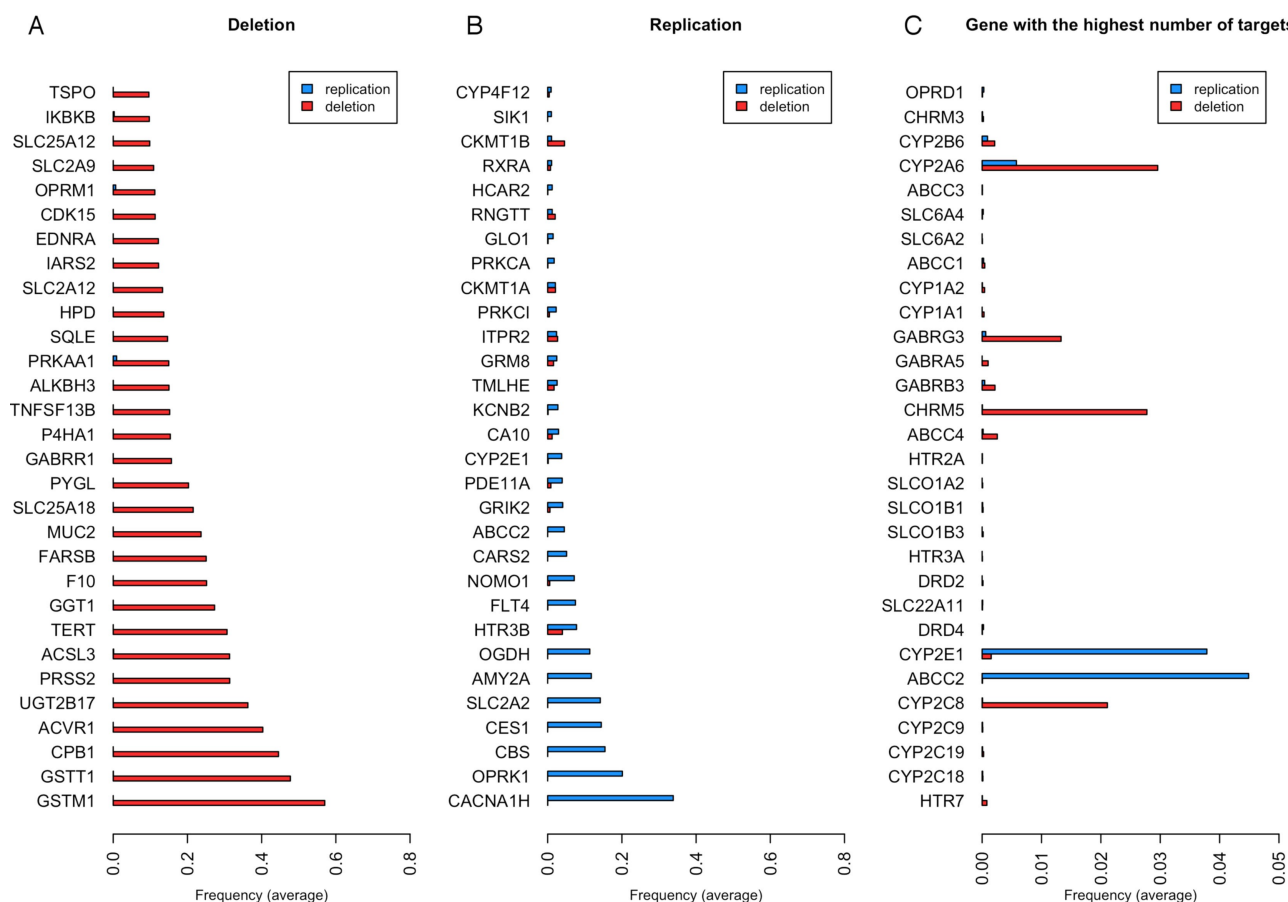 A
Deletion
replication
deletion
TSPO
IKBKB
SLC25A12
SLC2A9
OPRM1
CDK15
EDNRA
IARS2
SLC2A12
HPD
SQLE
PRKAA1
ALKBH3
TNFSF13B
P4HA1
GABRR1
PYGL
SLC25A18
MUC2
FARSB
F10
GGT1
TERT
ACSL3
PRSS2
UGT2B17
ACVR1
CPB1
GSTT1
GSTM1
0.0
0.2
0.4
0.6
0.8
Frequency (average)
B
Replication
replication
deletion
CYP4F12
SIK1
CKMT1B
RXRA
HCAR2
RNGTT
GLO1
PRKCA
CKMT1A
PRKCI
ITPR2
GRM8
TMLHE
KCNB2
CA10
CYP2E1
PDE11A
GRIK2
ABCC2
CARS2
NOMO1
FLT4
HTR3B
OGDH
AMY2A
SLC2A2
CES1
CBS
OPRK1
CACNA1H
0.0
0.2
0.4
0.6
0.8
Frequency (average)
C
Gene with the highest number of targets
replication
deletion
OPRD1
CHRM3
CYP2B6
CYP2A6
ABCC3
SLC6A4
SLC6A2
ABCC1
CYP1A2
CYP1A1
GABRG3
GABRA5
GABRB3
CHRM5
ABCC4
HTR2A
SLCO1A2
SLCO1B1
SLCO1B3
HTR3A
DRD2
SLC22A11
DRD4
CYP2E1
ABCC2
CYP2C8
CYP2C9
CYP2C19
CYP2C18
HTR7
0.00
0.01
0.02
0.03
0.04
0.05
Frequency (average)